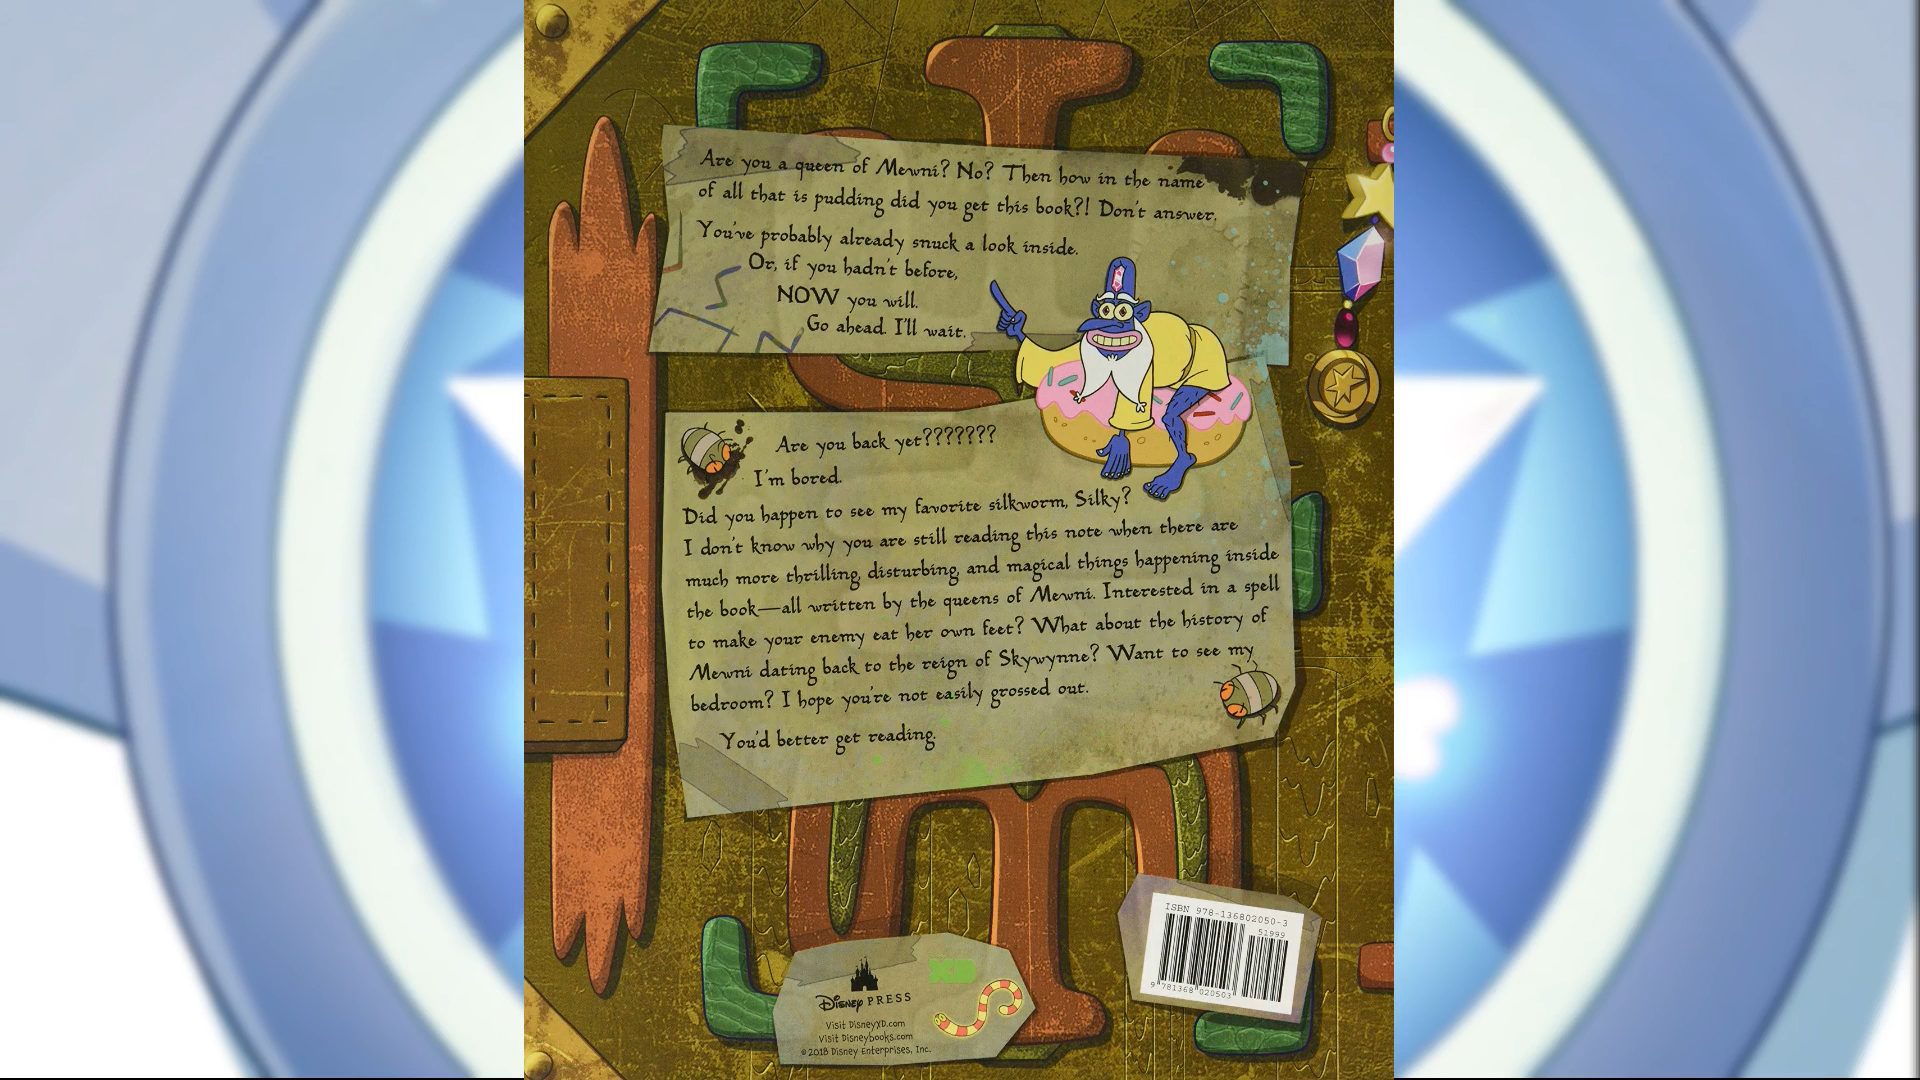 Are you a queen of Mewni? No? Then how in the name
of all that is pudding did you get this book?! Don't answer.
You've probably already snuck a look inside.
Or, if you hadn't before,
NOW you will.
Go ahead. I'll wait.
Are you back yet???????
I'm bored.
Did you happen to see my favorite silkworm, Silky?
I don't know why you are still reading this note when there are
much more thrilling, disturbing, and magical things happening inside
the book—all written by the queens of Mewni. Interested in a spell
to make your enemy eat her own feet? What about the history of
Mewni dating back to the reign of Skywynne? Want to see my
bedroom? I hope you're not easily grossed out.
You'd better get reading.
ISBN 978-136802050-3
51999
9 781368 020503
Disney PRESS
XD
Visit DisneyXD.com
Visit Disneybooks.com
©2018 Disney Enterprises, Inc.